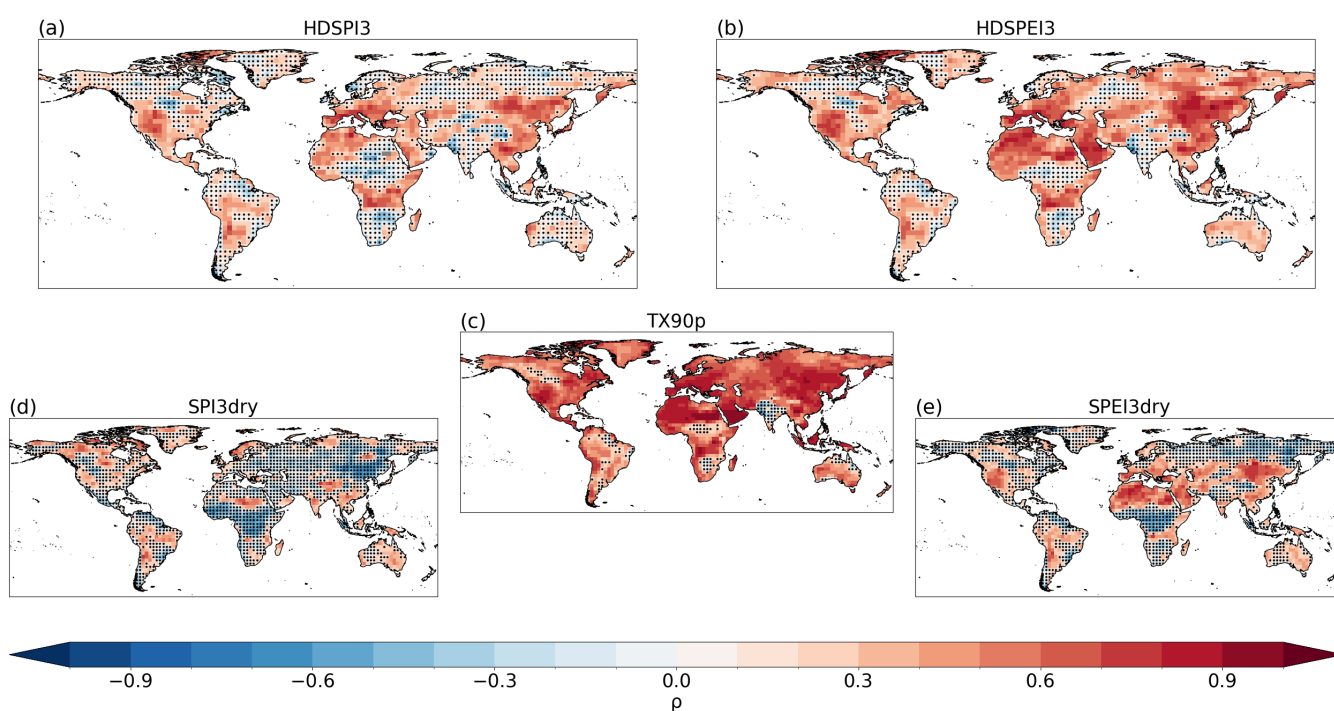 (a)
HDSPI3
(b)
HDSPEI3
(c)
TX90p
(d)
SPI3dry
(e)
SPEI3dry
−0.9 −0.6 −0.3 0.0 0.3 0.6 0.9
ρ